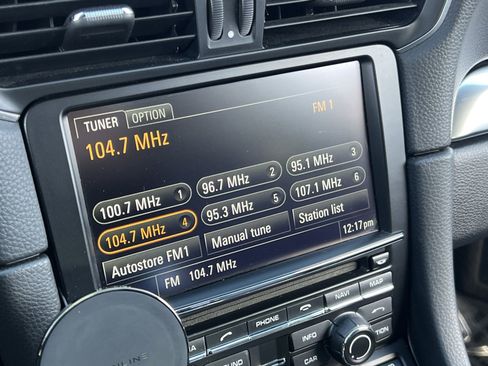 TUNER OPTION
FM 1
104.7 MHz
100.7 MHz 1
96.7 MHz 2
95.1 MHz 3
104.7 MHz 4
95.3 MHz 5
107.1 MHz 6
Autostore FM1
Manual tune
Station list
FM 104.7 MHz
12:17pm
PHONE
NAVI
MAP
INFO
CAR